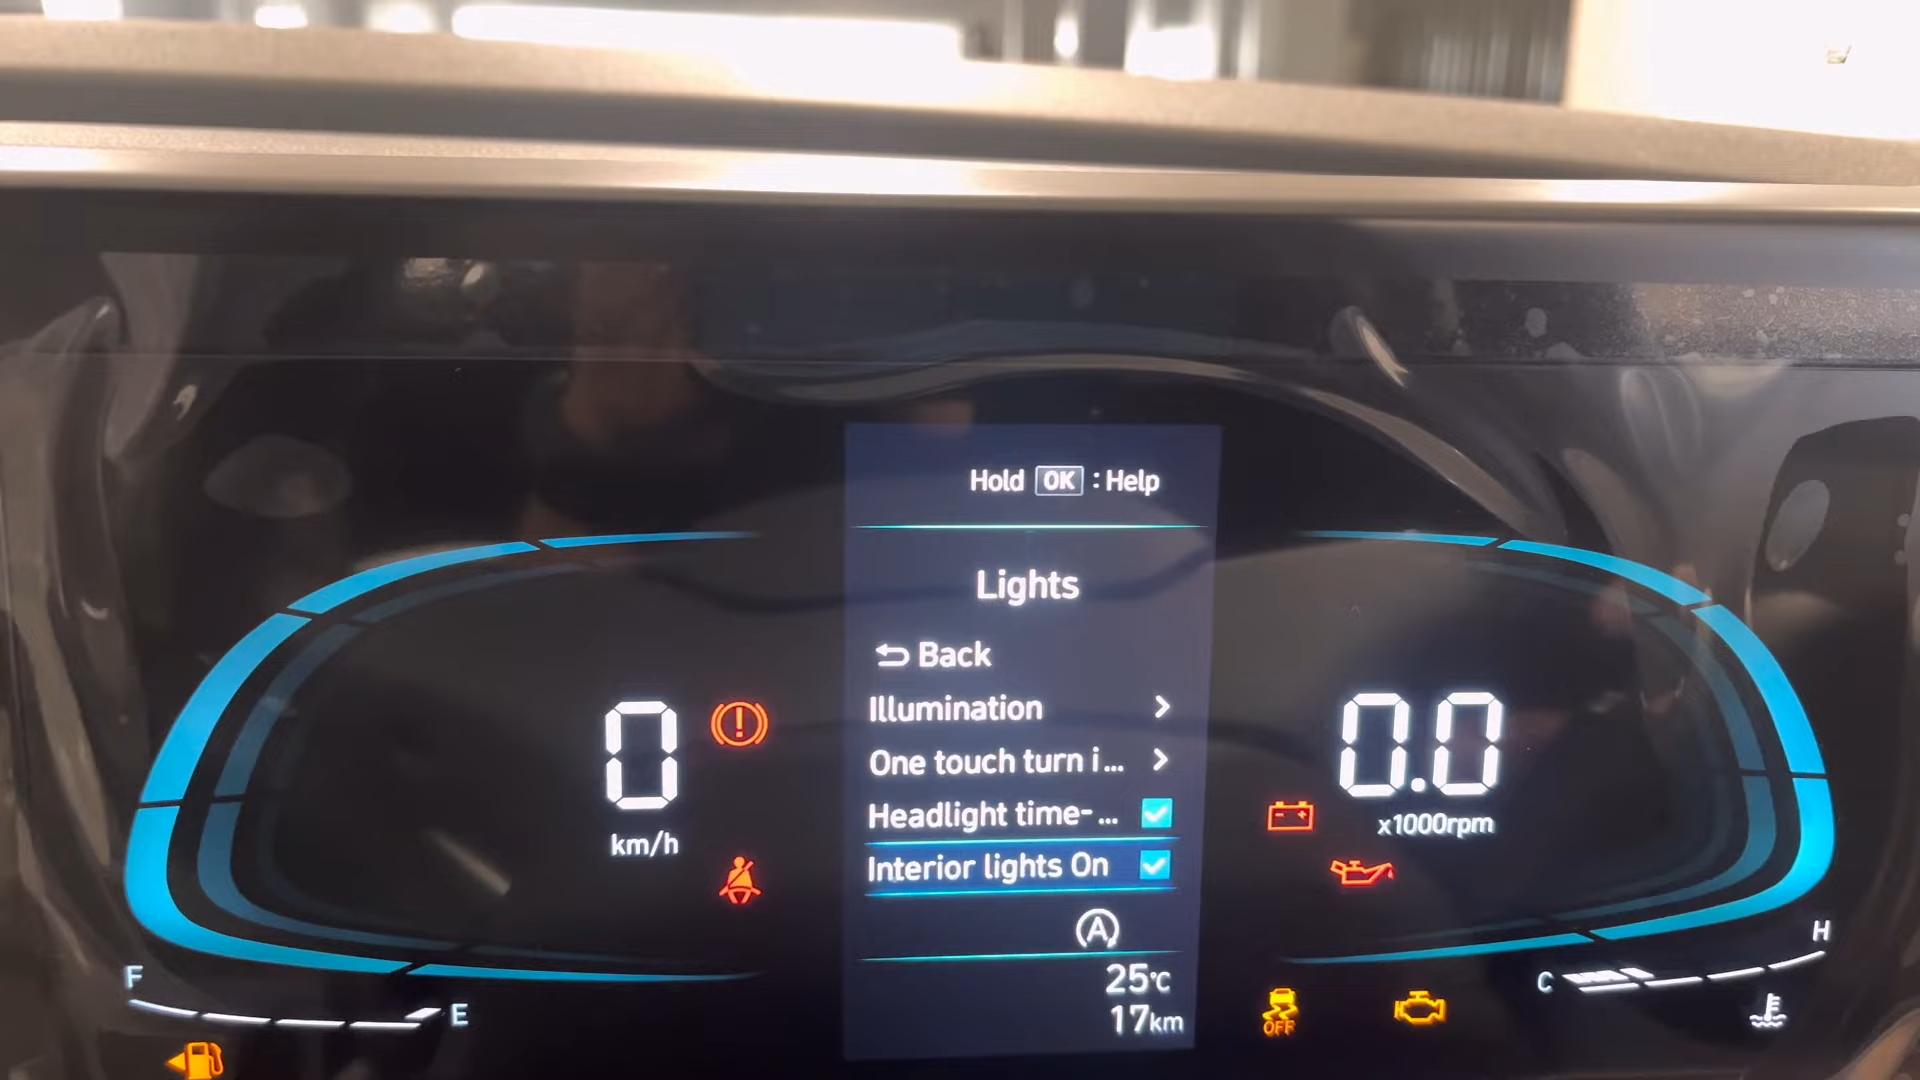 Hold OK : Help
Lights
Back
Illumination
One touch turn i...
Headlight time- ...
Interior lights On
A
25°C
17km
0
km/h
0.0
x1000rpm
F
E
OFF
C
H